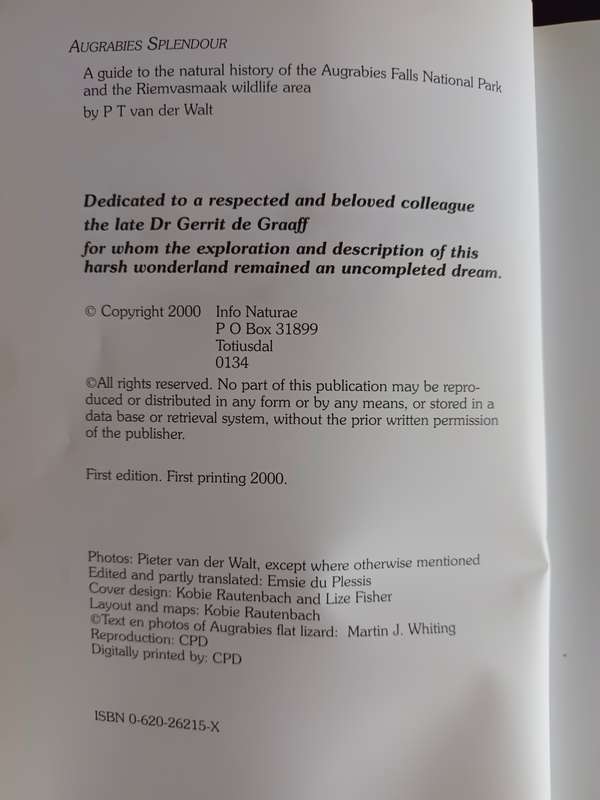 AUGRABIES SPLENDOUR
A guide to the natural history of the Augrabies Falls National Park
and the Riemvasmaak wildlife area
by P T van der Walt
Dedicated to a respected and beloved colleague
the late Dr Gerrit de Graaff
for whom the exploration and description of this
harsh wonderland remained an uncompleted dream.
© Copyright 2000 Info Naturae
P O Box 31899
Totiusdal
0134
©All rights reserved. No part of this publication may be repro-
duced or distributed in any form or by any means, or stored in a
data base or retrieval system, without the prior written permission
of the publisher.
First edition. First printing 2000.
Photos: Pieter van der Walt, except where otherwise mentioned
Edited and partly translated: Emsie du Plessis
Cover design: Kobie Rautenbach and Lize Fisher
Layout and maps: Kobie Rautenbach
©Text en photos of Augrabies flat lizard: Martin J. Whiting
Reproduction: CPD
Digitally printed by: CPD
ISBN 0-620-26215-X